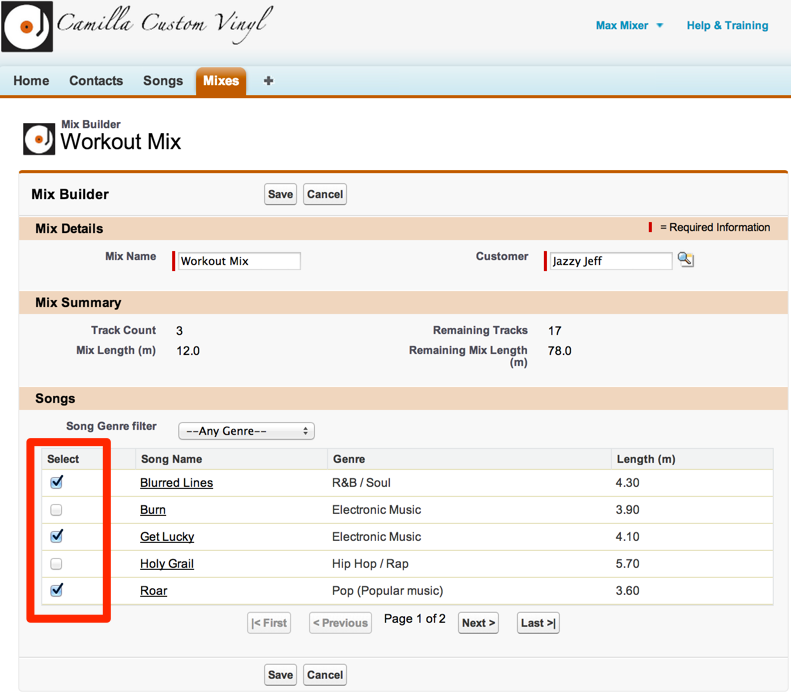 Camilla Custom Vinyl
Max Mixer Help & Training
Home Contacts Songs Mixes +
Mix Builder
Workout Mix
Mix Builder Save Cancel
Mix Details = Required Information
Mix Name Workout Mix Customer Jazzy Jeff
Mix Summary
Track Count 3 Remaining Tracks 17
Mix Length (m) 12.0 Remaining Mix Length 78.0
(m)
Songs
Song Genre filter --Any Genre--
Select Song Name Genre Length (m)
Blurred Lines R&B / Soul 4.30
Burn Electronic Music 3.90
Get Lucky Electronic Music 4.10
Holy Grail Hip Hop / Rap 5.70
Roar Pop (Popular music) 3.60
|< First < Previous Page 1 of 2 Next > Last >|
Save Cancel